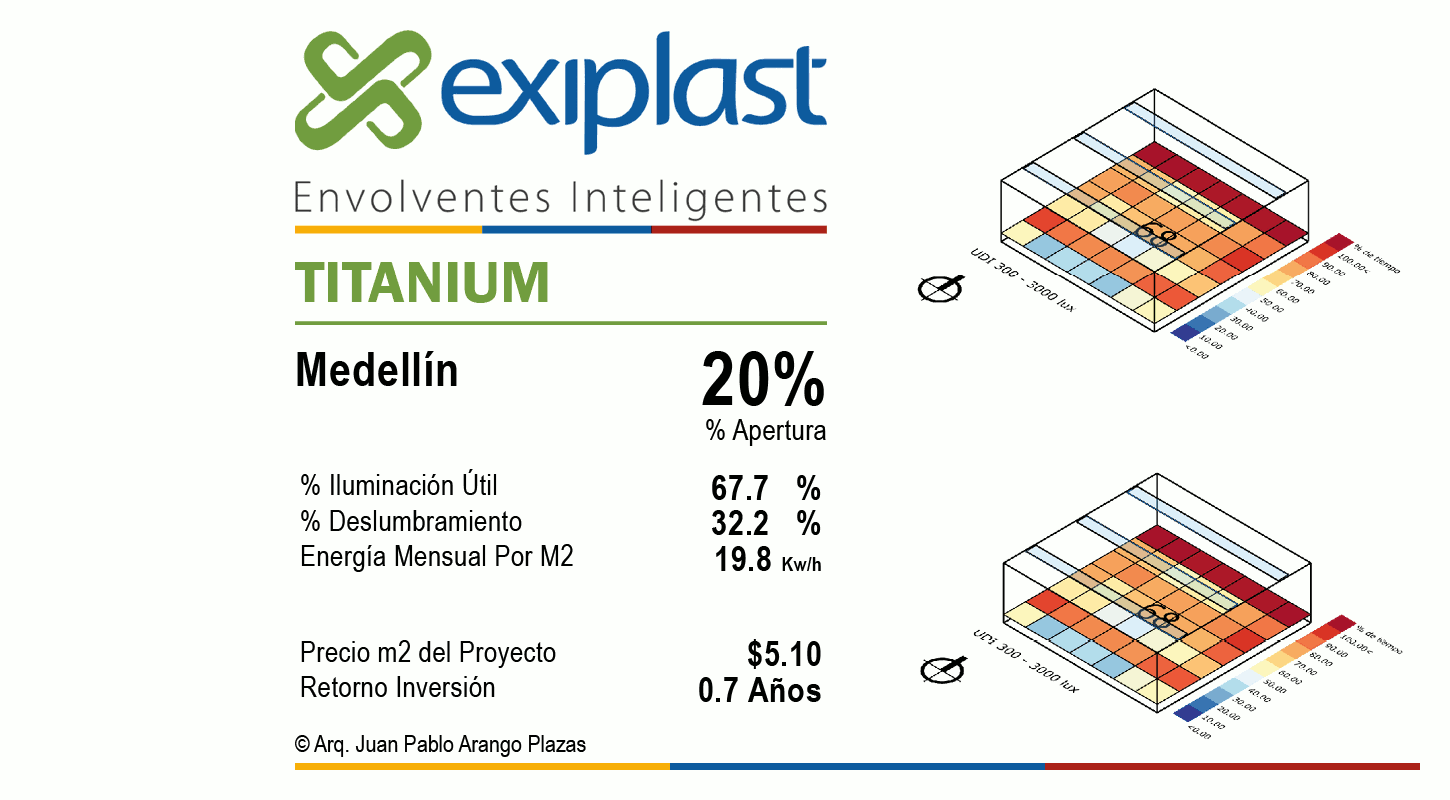 exiplast
Envolventes Inteligentes
TITANIUM
Medellín
20%
% Apertura
% Iluminación Útil 67.7 %
% Deslumbramiento 32.2 %
Energía Mensual Por M2 19.8 Kw/h
Precio m2 del Proyecto $5.10
Retorno Inversión 0.7 Años
© Arq. Juan Pablo Arango Plazas
68
UDI 300 - 3000 lux
% de tiempo
100.00<
90.00
80.00
70.00
60.00
50.00
40.00
30.00
20.00
10.00
<0.00
68
UDI 300 - 3000 lux
% de tiempo
100.00<
90.00
80.00
70.00
60.00
50.00
40.00
30.00
20.00
10.00
<0.00